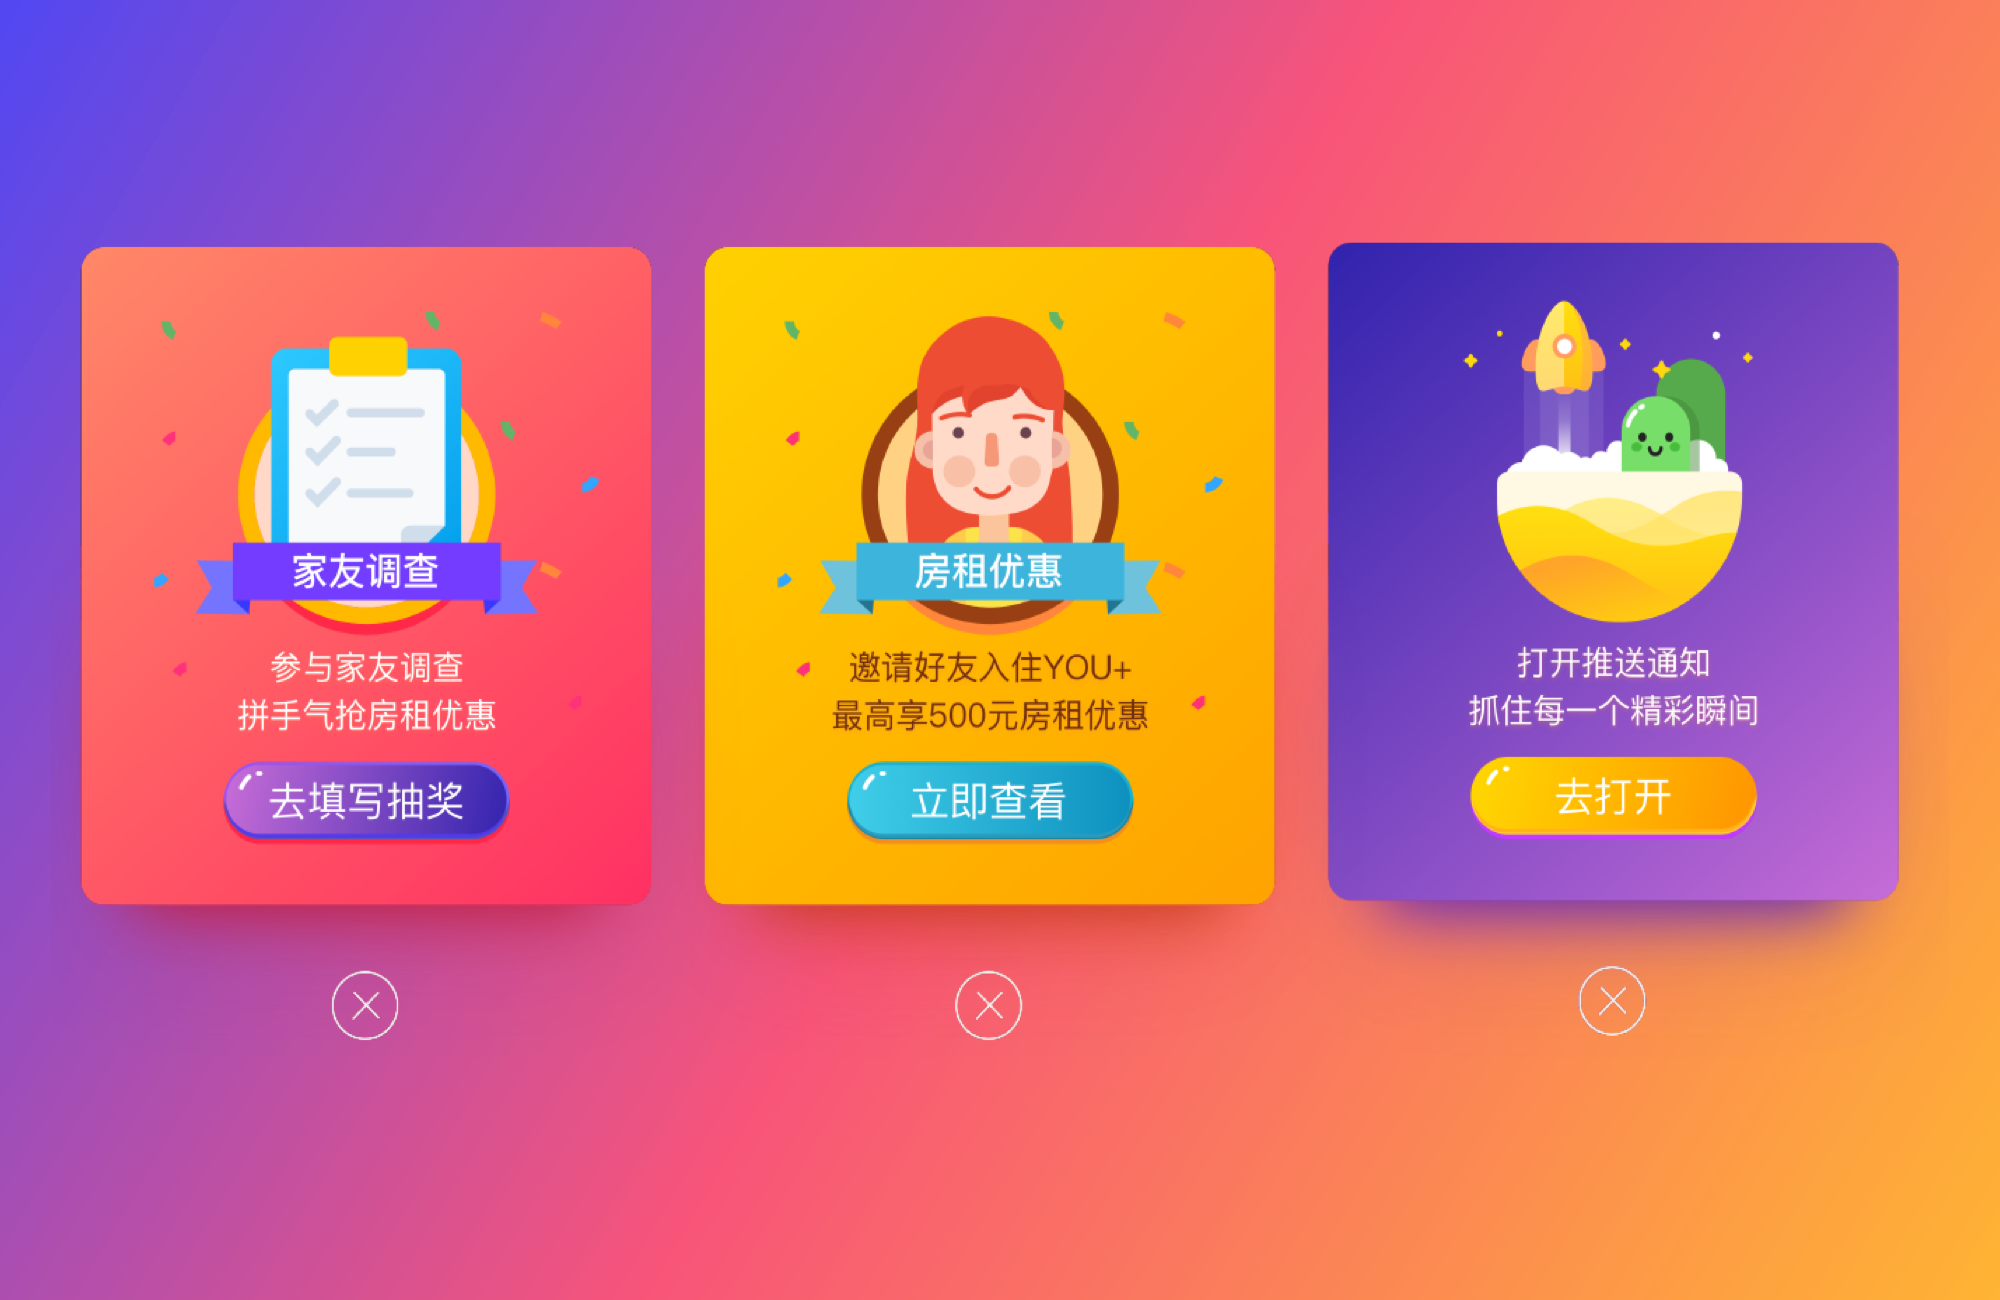 家友调查
参与家友调查
拼手气抢房租优惠
去填写抽奖
房租优惠
邀请好友入住YOU+
最高享500元房租优惠
立即查看
打开推送通知
抓住每一个精彩瞬间
去打开